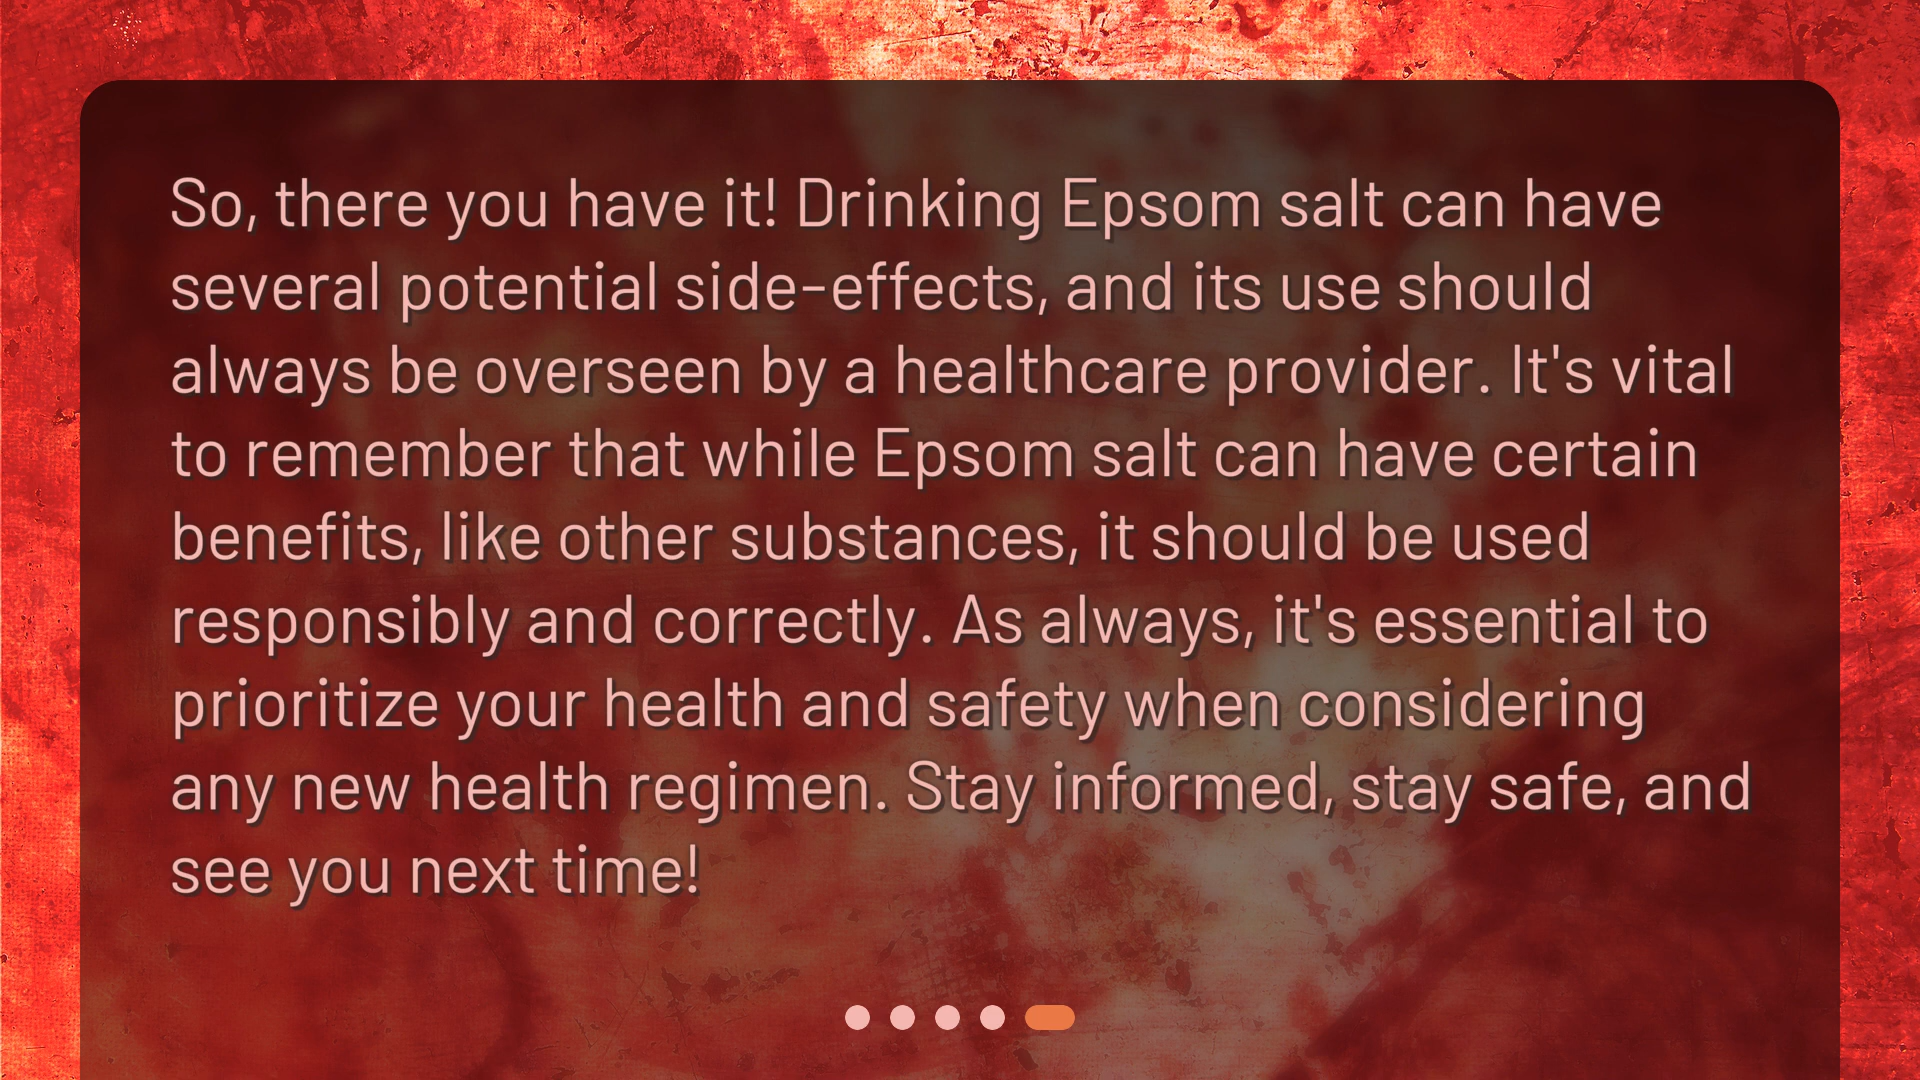 So, there you have it! Drinking Epsom salt can have
several potential side-effects, and its use should
always be overseen by a healthcare provider. It's vital
to remember that while Epsom salt can have certain
benefits, like other substances, it should be used
responsibly and correctly. As always, it's essential to
prioritize your health and safety when considering
any new health regimen. Stay informed, stay safe, and
see you next time!